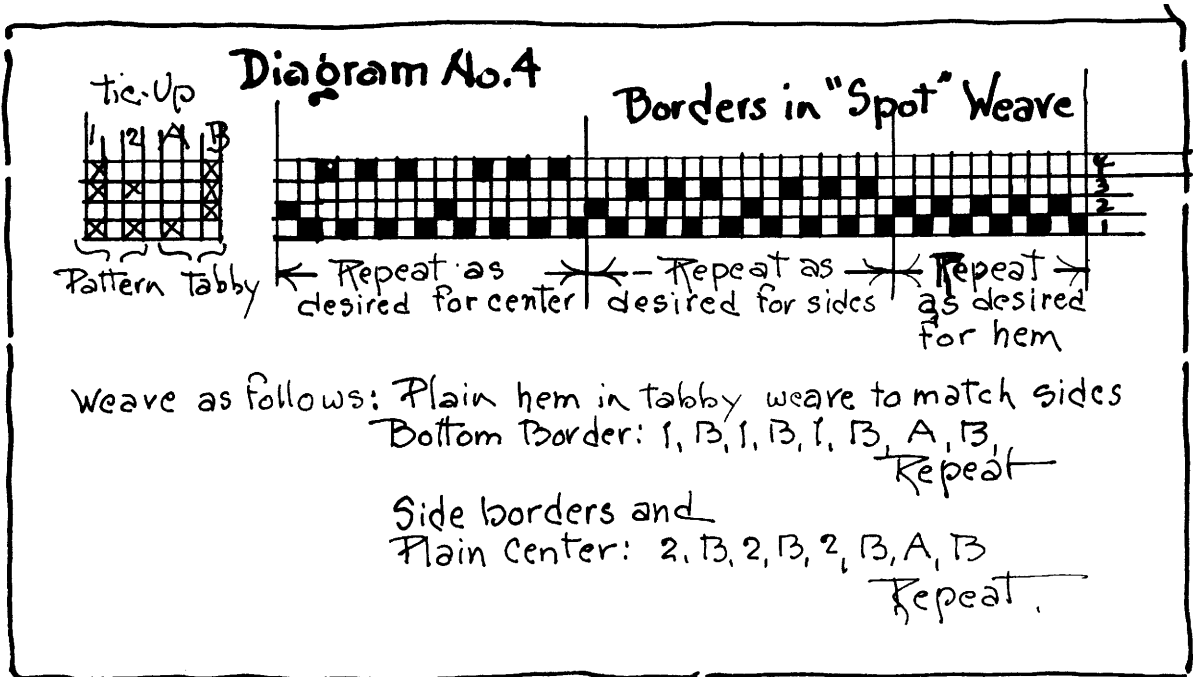 Diagram No.4
tie-Up
Borders in "Spot" Weave
1 2 A B
4
3
2
1
Pattern Tabby
Repeat as
desired for center
Repeat as
desired for sides
Repeat
as desired
for hem
Weave as follows: Plain hem in tabby weave to match sides
Bottom Border: 1, B, 1, B, 1, B, A, B,
Repeat
Side borders and
Plain Center: 2, B, 2, B, 2, B, A, B
Repeat.